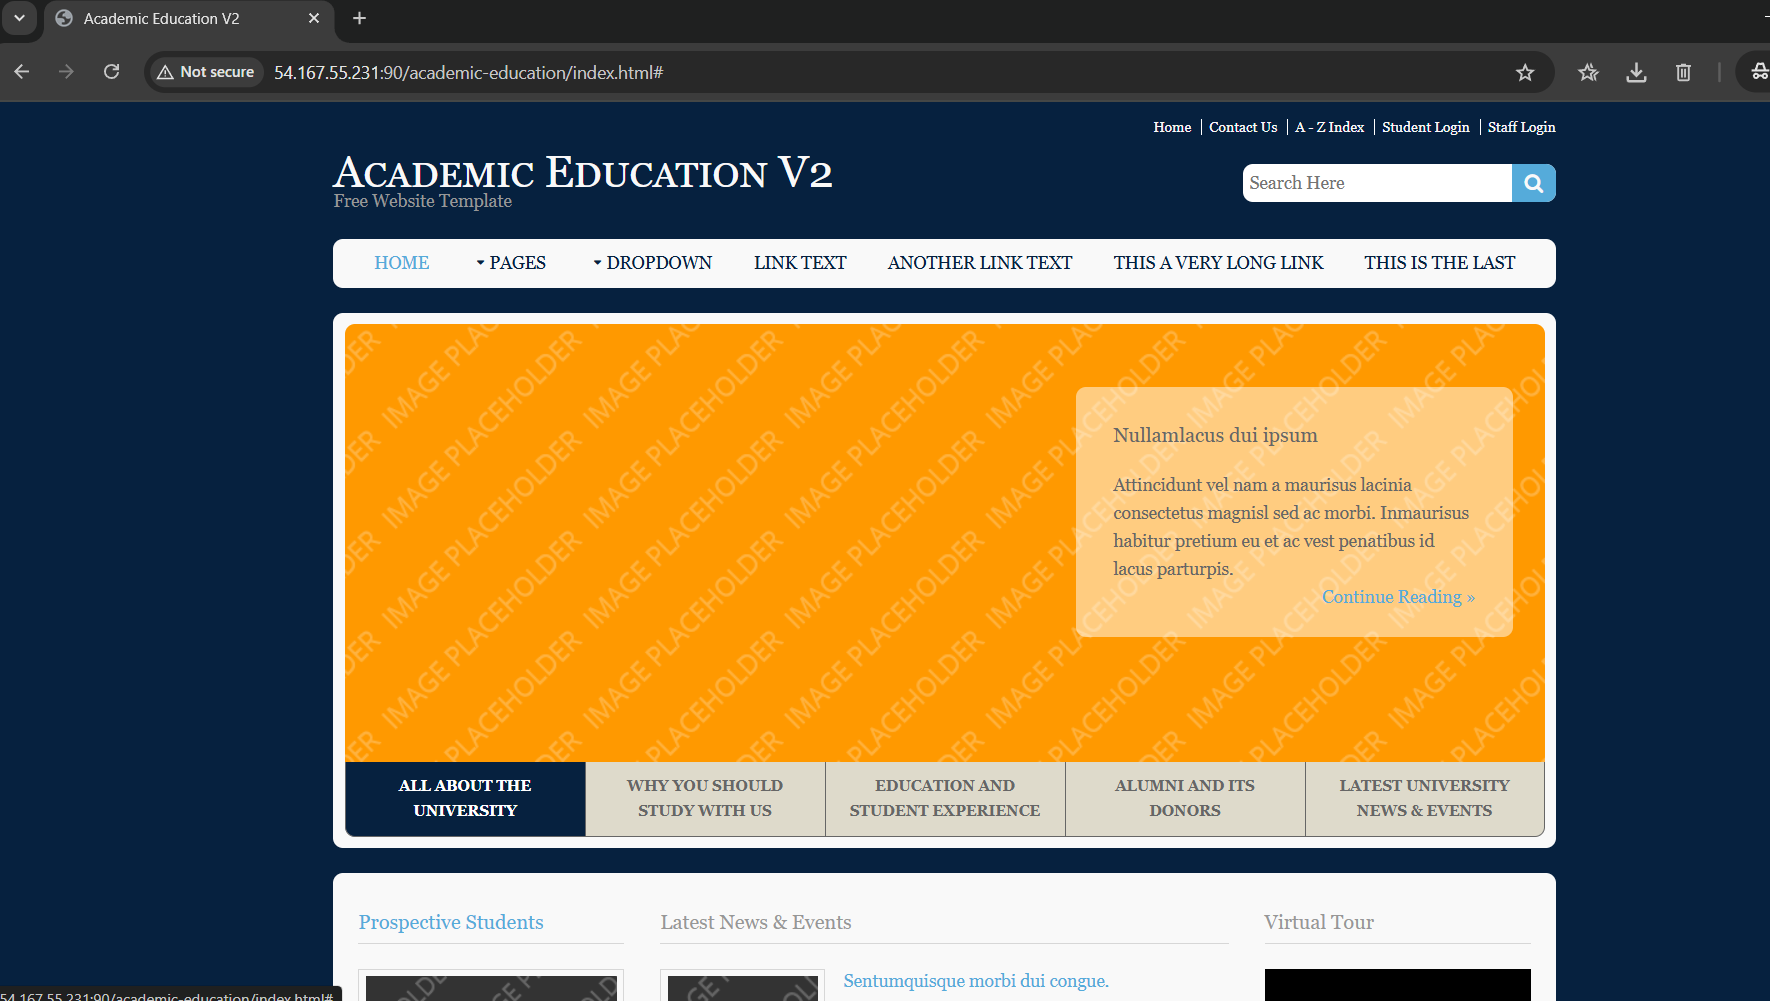 Academic Education V2
Not secure
54.167.55.231:90/academic-education/index.html#
Home
Contact Us
A - Z Index
Student Login
Staff Login
Academic Education V2
Free Website Template
Search Here
HOME
PAGES
DROPDOWN
LINK TEXT
ANOTHER LINK TEXT
THIS A VERY LONG LINK
THIS IS THE LAST
IMAGE PLACEHOLDER
Nullamlacus dui ipsum
Attincidunt vel nam a maurisus lacinia
consectetus magnisl sed ac morbi. Inmaurisus
habitur pretium eu et ac vest penatibus id
lacus parturpis.
Continue Reading »
ALL ABOUT THE
UNIVERSITY
WHY YOU SHOULD
STUDY WITH US
EDUCATION AND
STUDENT EXPERIENCE
ALUMNI AND ITS
DONORS
LATEST UNIVERSITY
NEWS & EVENTS
Prospective Students
Latest News & Events
Virtual Tour
Sentumquisque morbi dui congue.
54.167.55.231:90/academic-education/index.html#